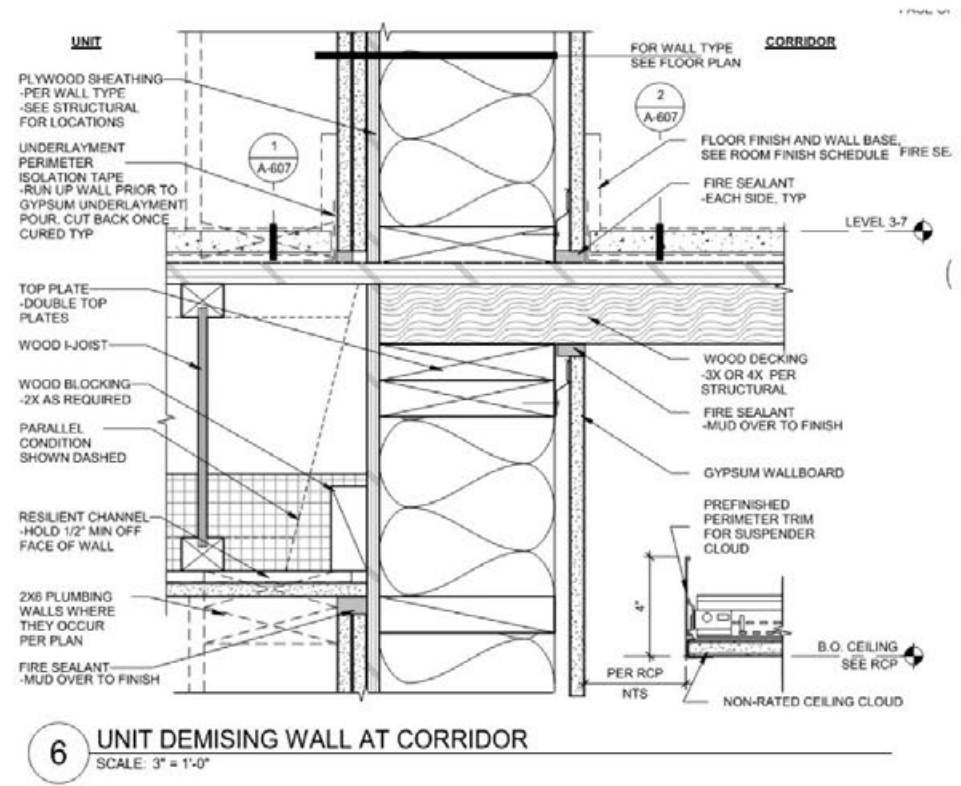 UNIT
CORRIDOR
FOR WALL TYPE
SEE FLOOR PLAN
PLYWOOD SHEATHING
-PER WALL TYPE
-SEE STRUCTURAL
FOR LOCATIONS
2
A-607
1
A-607
UNDERLAYMENT
PERIMETER
ISOLATION TAPE
-RUN UP WALL PRIOR TO
GYPSUM UNDERLAYMENT
POUR. CUT BACK ONCE
CURED TYP
FLOOR FINISH AND WALL BASE,
SEE ROOM FINISH SCHEDULE
FIRE SE.
FIRE SEALANT
-EACH SIDE, TYP
LEVEL 3-7
TOP PLATE
-DOUBLE TOP
PLATES
WOOD I-JOIST
WOOD BLOCKING
-2X AS REQUIRED
PARALLEL
CONDITION
SHOWN DASHED
WOOD DECKING
-3X OR 4X PER
STRUCTURAL
FIRE SEALANT
-MUD OVER TO FINISH
GYPSUM WALLBOARD
PREFINISHED
PERIMETER TRIM
FOR SUSPENDER
CLOUD
RESILIENT CHANNEL
-HOLD 1/2" MIN OFF
FACE OF WALL
2X6 PLUMBING
WALLS WHERE
THEY OCCUR
PER PLAN
FIRE SEALANT
-MUD OVER TO FINISH
4"
B.O. CEILING
SEE RCP
PER RCP
NTS
NON-RATED CEILING CLOUD
6
UNIT DEMISING WALL AT CORRIDOR
SCALE: 3" = 1'-0"